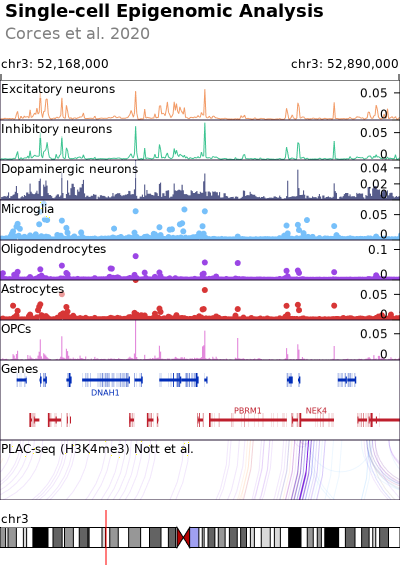 Single-cell Epigenomic Analysis
Corces et al. 2020
chr3: 52,168,000 chr3: 52,890,000
Excitatory neurons 0.05
0
Inhibitory neurons 0.05
0
Dopaminergic neurons 0.04
0.02
0.00
Microglia 0.05
0
Oligodendrocytes 0.1
0
Astrocytes 0.05
0
OPCs 0.05
0
Genes
DNAH1
PBRM1 NEK4
PLAC-seq (H3K4me3) Nott et al.
chr3